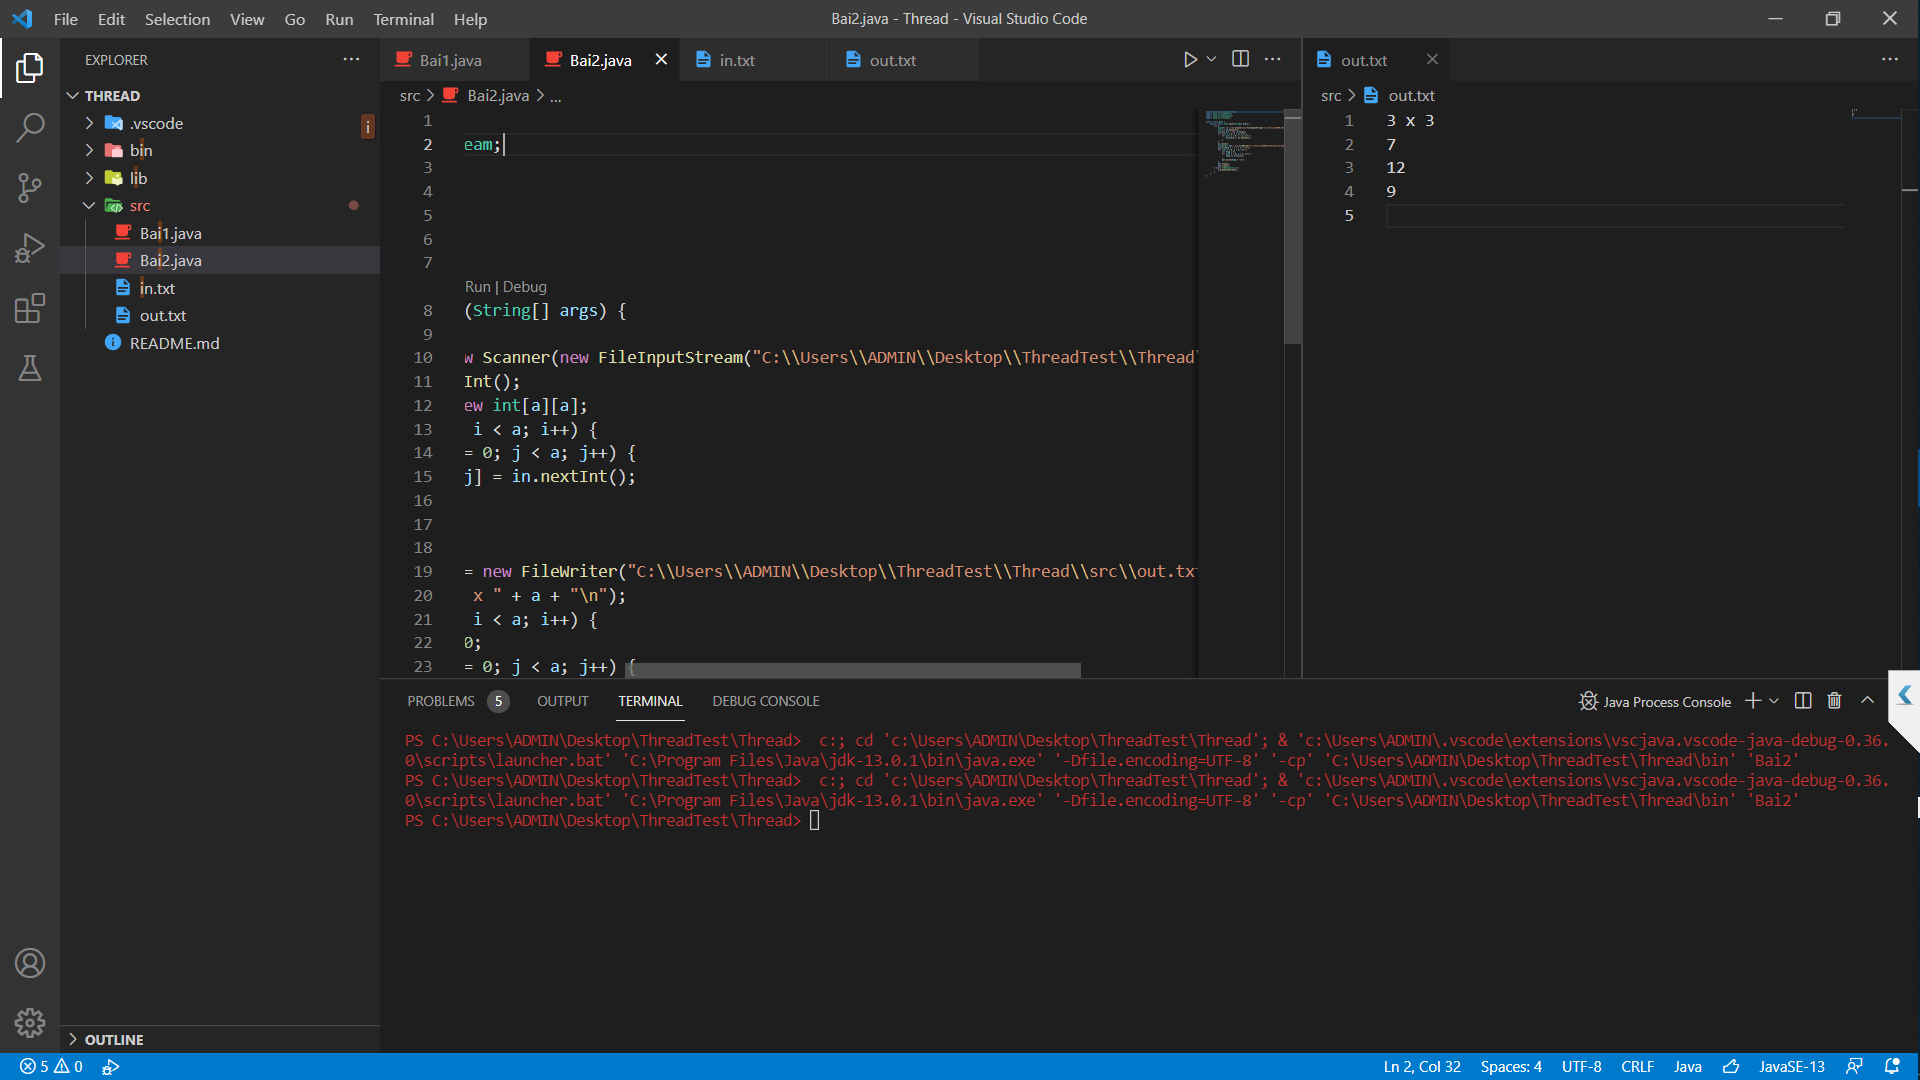 File Edit Selection View Go Run Terminal Help
Bai2.java - Thread - Visual Studio Code
EXPLORER
THREAD
.vscode
i
bin
lib
src
Bai1.java
Bai2.java
in.txt
out.txt
README.md
OUTLINE
Bai1.java Bai2.java in.txt out.txt
src > Bai2.java > ...
1
2 eam;
3
4
5
6
7
Run | Debug
8 (String[] args) {
9
10 w Scanner(new FileInputStream("C:\\Users\\ADMIN\\Desktop\\ThreadTest\\Thread\
11 Int();
12 ew int[a][a];
13 i < a; i++) {
14 = 0; j < a; j++) {
15 j] = in.nextInt();
16
17
18
19 = new FileWriter("C:\\Users\\ADMIN\\Desktop\\ThreadTest\\Thread\\src\\out.txt
20 x " + a + "\n");
21 i < a; i++) {
22 0;
23 = 0; j < a; j++) {
out.txt
src > out.txt
1 3 x 3
2 7
3 12
4 9
5
PROBLEMS 5 OUTPUT TERMINAL DEBUG CONSOLE
Java Process Console
PS C:\Users\ADMIN\Desktop\ThreadTest\Thread>  c:; cd 'c:\Users\ADMIN\Desktop\ThreadTest\Thread'; & 'c:\Users\ADMIN\.vscode\extensions\vscjava.vscode-java-debug-0.36.
0\scripts\launcher.bat' 'C:\Program Files\Java\jdk-13.0.1\bin\java.exe' '-Dfile.encoding=UTF-8' '-cp' 'C:\Users\ADMIN\Desktop\ThreadTest\Thread\bin' 'Bai2'
PS C:\Users\ADMIN\Desktop\ThreadTest\Thread>  c:; cd 'c:\Users\ADMIN\Desktop\ThreadTest\Thread'; & 'c:\Users\ADMIN\.vscode\extensions\vscjava.vscode-java-debug-0.36.
0\scripts\launcher.bat' 'C:\Program Files\Java\jdk-13.0.1\bin\java.exe' '-Dfile.encoding=UTF-8' '-cp' 'C:\Users\ADMIN\Desktop\ThreadTest\Thread\bin' 'Bai2'
PS C:\Users\ADMIN\Desktop\ThreadTest\Thread>
5 0
Ln 2, Col 32 Spaces: 4 UTF-8 CRLF Java JavaSE-13